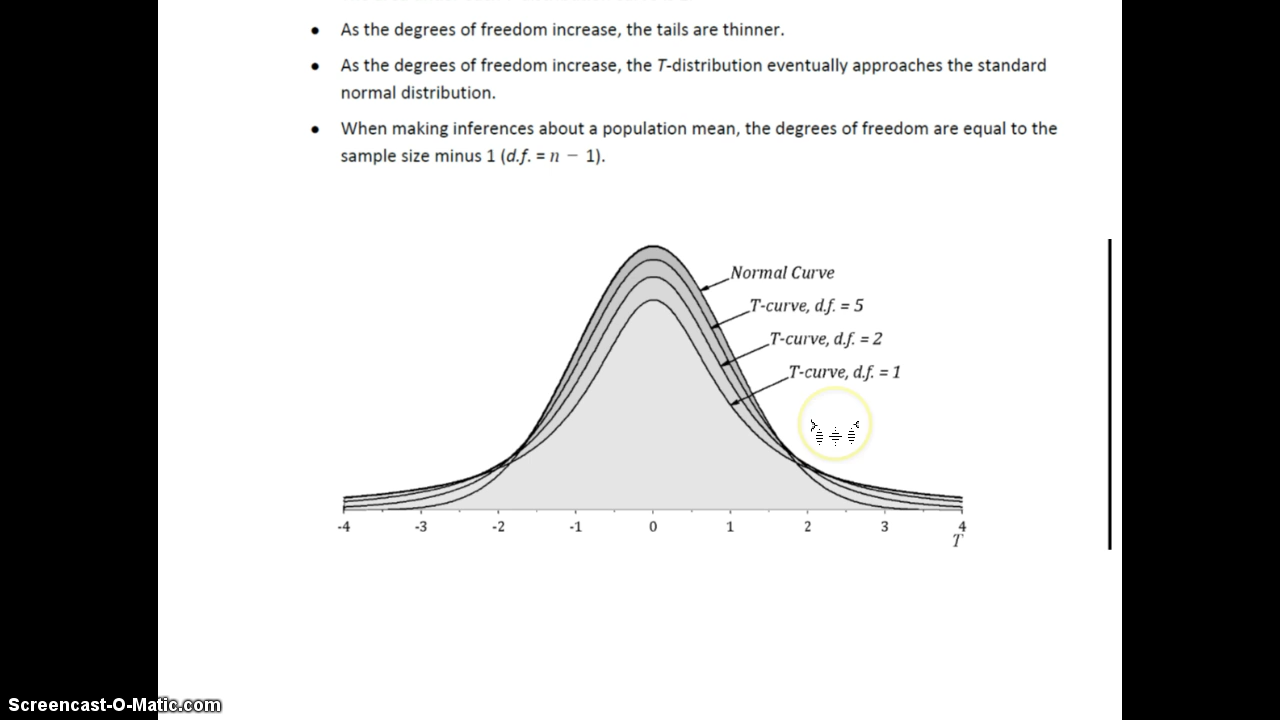 • As the degrees of freedom increase, the tails are thinner.
• As the degrees of freedom increase, the T-distribution eventually approaches the standard
normal distribution.
• When making inferences about a population mean, the degrees of freedom are equal to the
sample size minus 1 (d.f. = n − 1).
Normal Curve
T-curve, d.f. = 5
T-curve, d.f. = 2
T-curve, d.f. = 1
-4 -3 -2 -1 0 1 2 3 4
T
Screencast-O-Matic.com